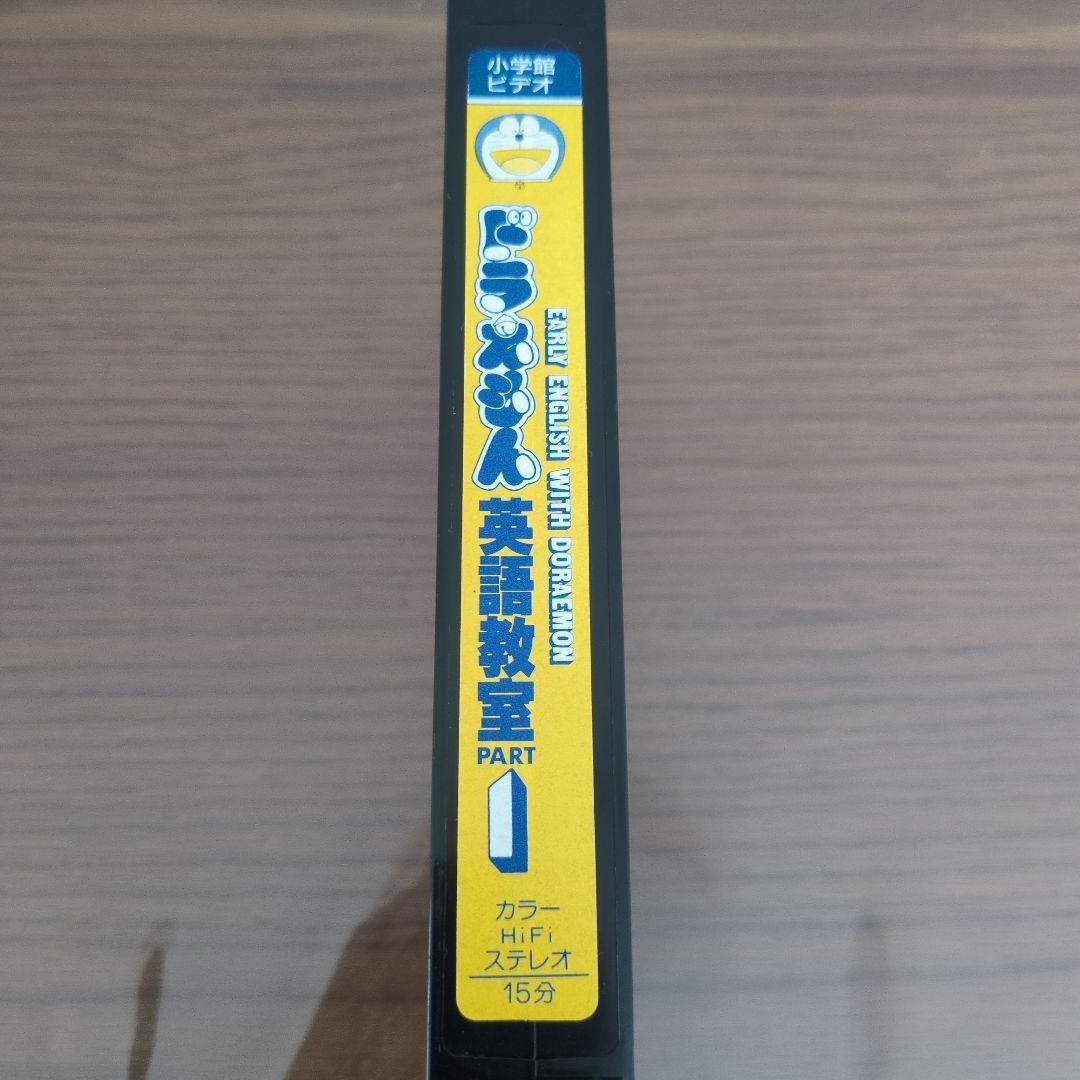 小学館
ビデオ
ドラえもん
英語教室
EARLY ENGLISH WITH DORAEMON
PART
1
カラー
HiFi
ステレオ
15分